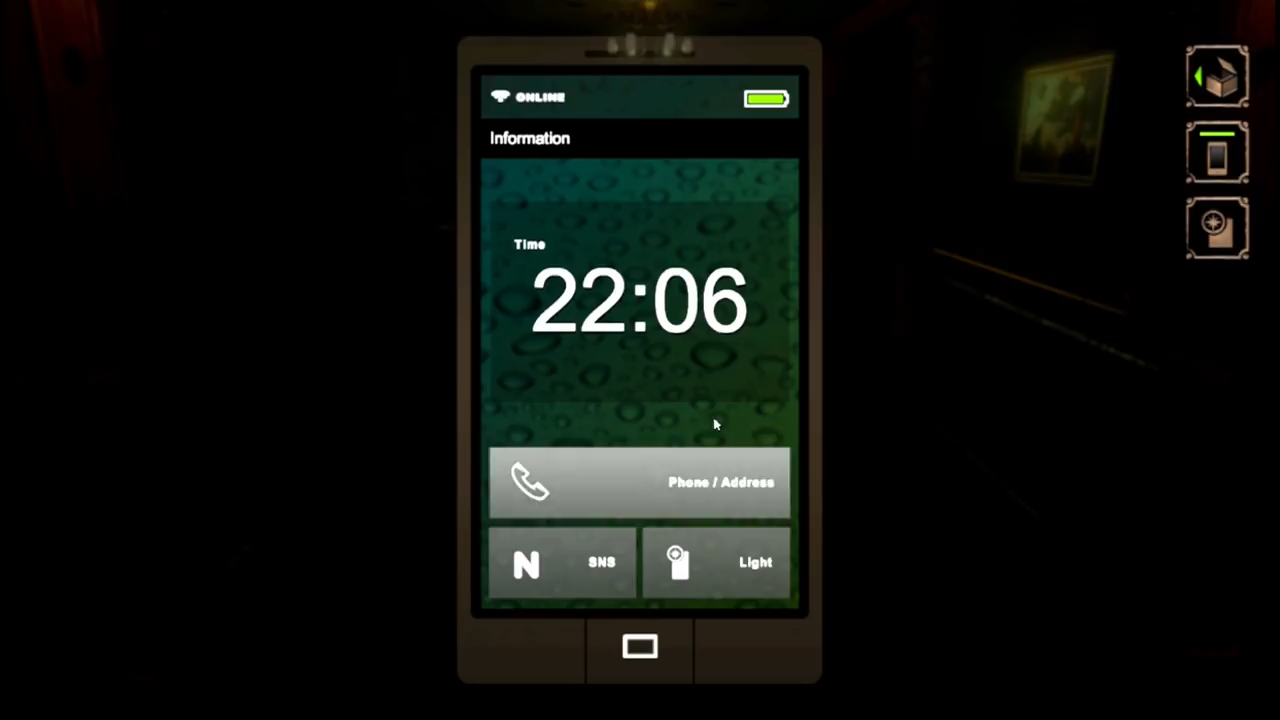 ONLINE
Information
Time
22:06
Phone / Address
N SNS
Light